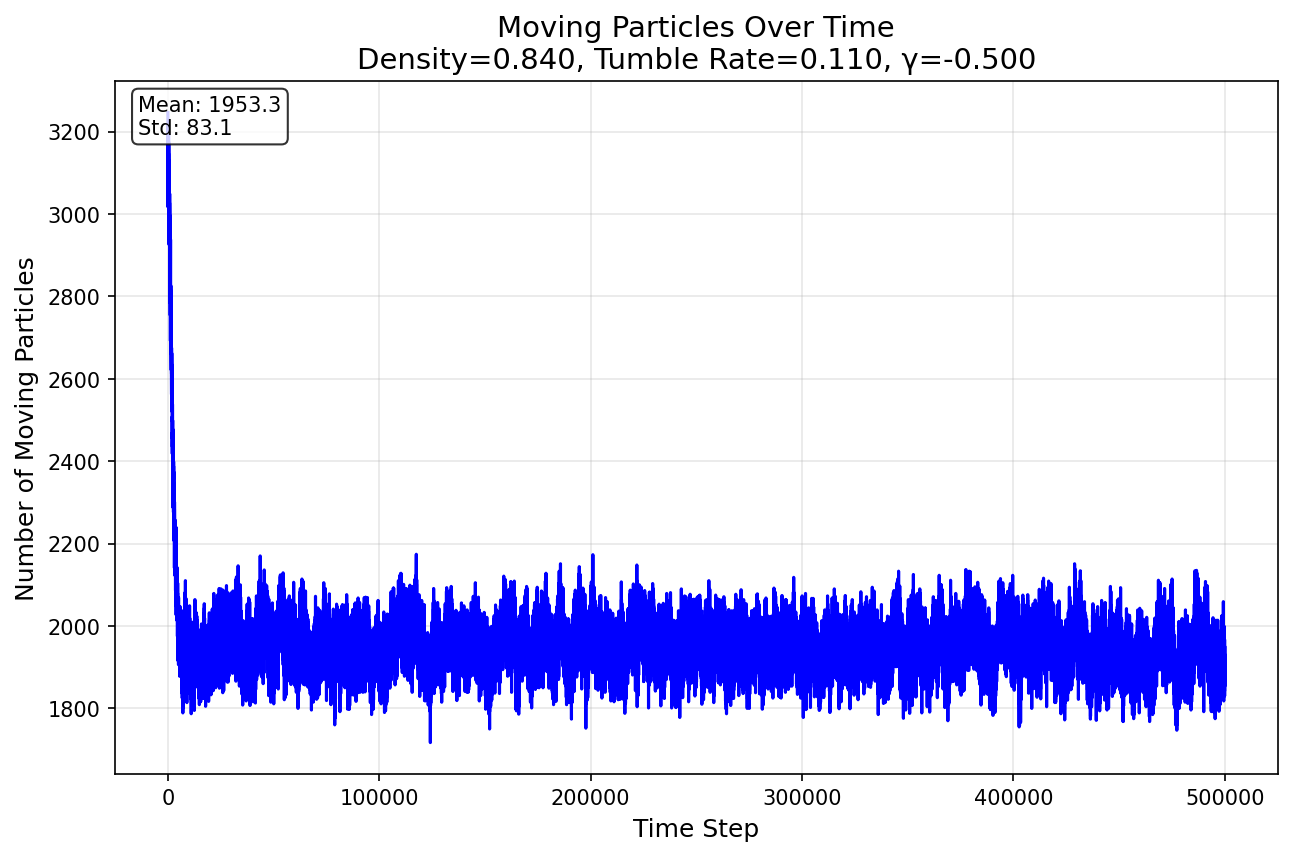 Moving Particles Over Time
Density=0.840, Tumble Rate=0.110, γ=-0.500
Mean: 1953.3
Std: 83.1
Number of Moving Particles
3200
3000
2800
2600
2400
2200
2000
1800
0
100000
200000
300000
400000
500000
Time Step